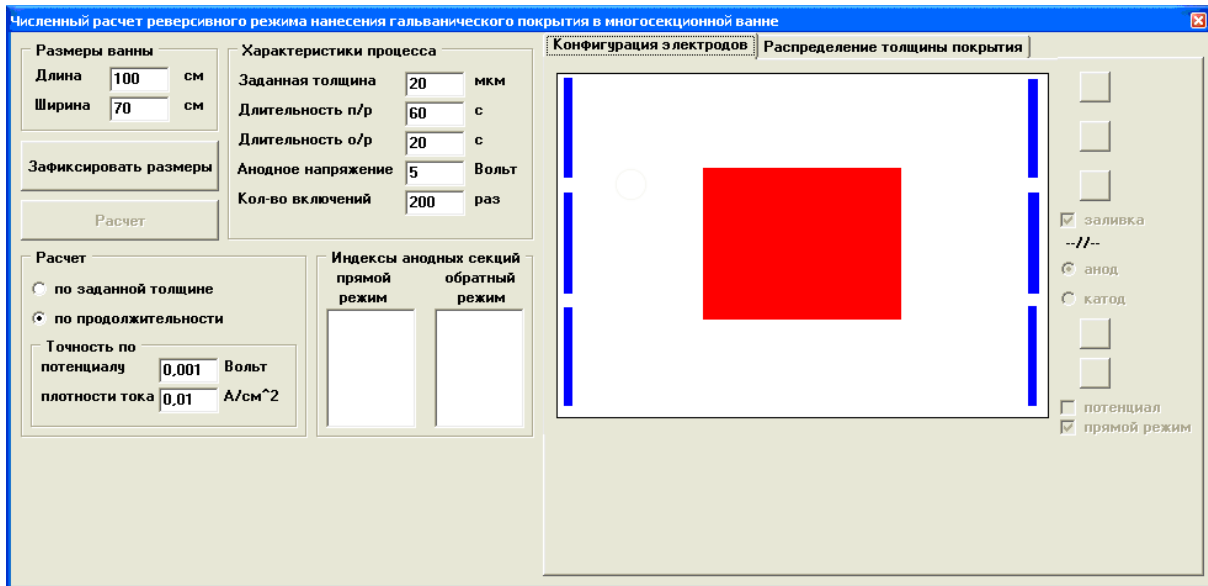 Численный расчет реверсивного режима нанесения гальванического покрытия в многосекционной ванне
Размеры ванны
Длина 100 см
Ширина 70 см
Зафиксировать размеры
Расчет
Характеристики процесса
Заданная толщина 20 мкм
Длительность п/р 60 с
Длительность о/р 20 с
Анодное напряжение 5 Вольт
Кол-во включений 200 раз
Расчет
по заданной толщине
по продолжительности
Точность по
потенциалу 0,001 Вольт
плотности тока 0,01 А/см^2
Индексы анодных секций
прямой режим
обратный режим
Конфигурация электродов
Распределение толщины покрытия
заливка
--//--
анод
катод
потенциал
прямой режим